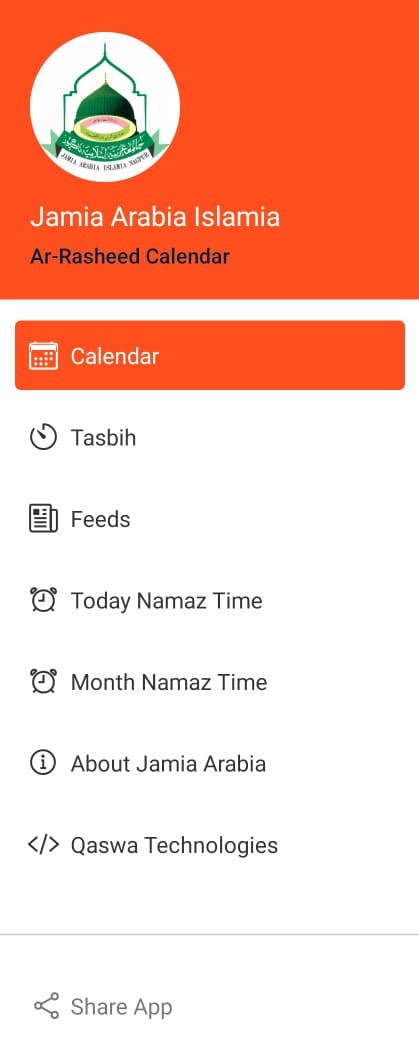 JAMIA ARABIA ISLAMIA NAGPUR
Jamia Arabia Islamia
Ar-Rasheed Calendar
Calendar
Tasbih
Feeds
Today Namaz Time
Month Namaz Time
About Jamia Arabia
</> Qaswa Technologies
Share App